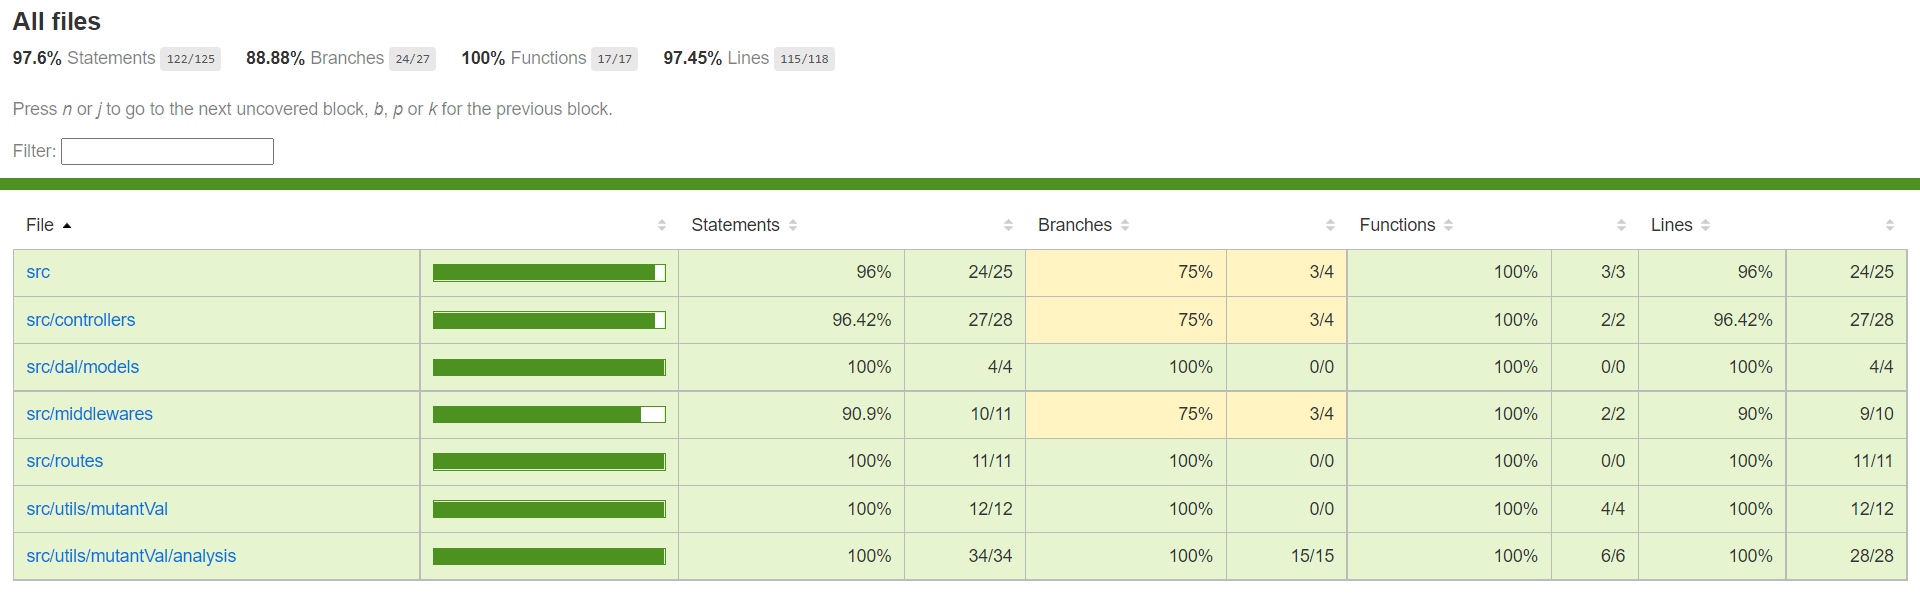 All files
97.6% Statements 122/125 88.88% Branches 24/27 100% Functions 17/17 97.45% Lines 115/118
Press n or j to go to the next uncovered block, b, p or k for the previous block.
Filter:
File Statements Branches Functions Lines
src 96% 24/25 75% 3/4 100% 3/3 96% 24/25
src/controllers 96.42% 27/28 75% 3/4 100% 2/2 96.42% 27/28
src/dal/models 100% 4/4 100% 0/0 100% 0/0 100% 4/4
src/middlewares 90.9% 10/11 75% 3/4 100% 2/2 90% 9/10
src/routes 100% 11/11 100% 0/0 100% 0/0 100% 11/11
src/utils/mutantVal 100% 12/12 100% 0/0 100% 4/4 100% 12/12
src/utils/mutantVal/analysis 100% 34/34 100% 15/15 100% 6/6 100% 28/28